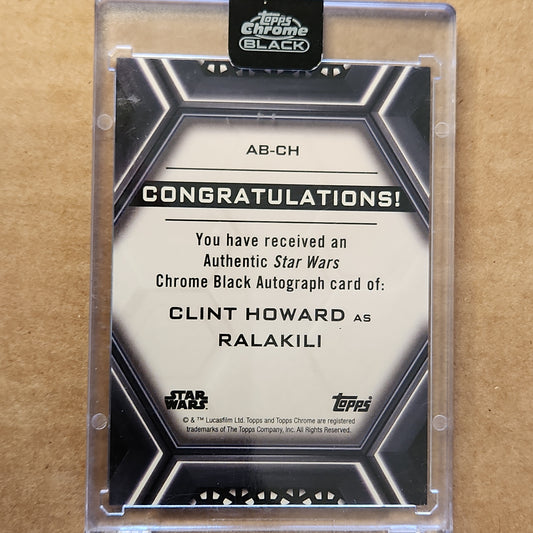 Topps
Chrome
BLACK
AB-CH
CONGRATULATIONS!
You have received an
Authentic Star Wars
Chrome Black Autograph card of:
CLINT HOWARD AS
RALAKILI
STAR
WARS
Topps
© & ™ Lucasfilm Ltd. Topps and Topps Chrome are registered
trademarks of The Topps Company, Inc. All Rights Reserved.